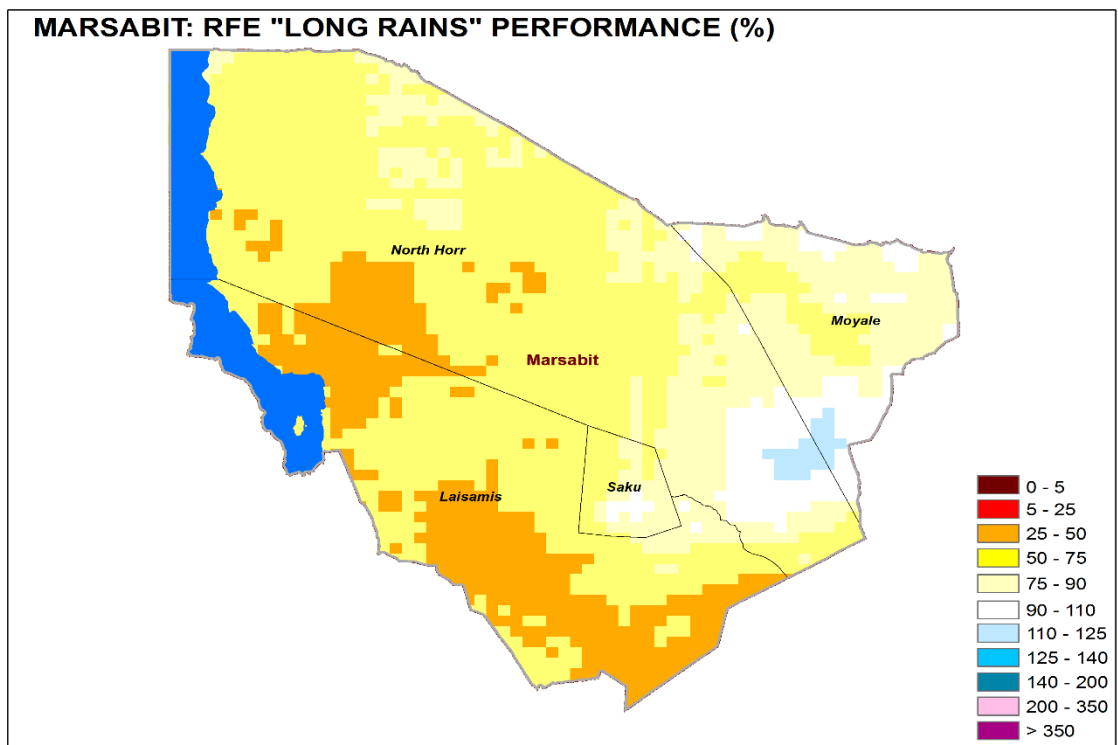 MARSABIT: RFE "LONG RAINS" PERFORMANCE (%)
North Horr
Moyale
Marsabit
Saku
Laisamis
0 - 5
5 - 25
25 - 50
50 - 75
75 - 90
90 - 110
110 - 125
125 - 140
140 - 200
200 - 350
> 350